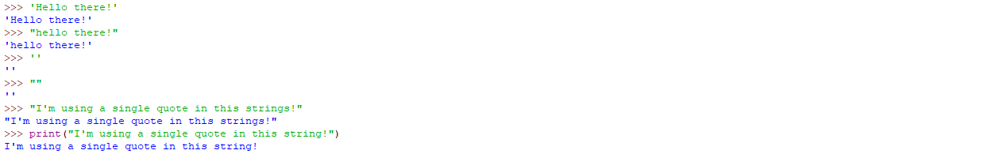 >>> 'Hello there!'
'Hello there!'
>>> "hello there!"
'hello there!'
>>> ''
''
>>> ""
''
>>> "I'm using a single quote in this strings!"
"I'm using a single quote in this strings!"
>>> print("I'm using a single quote in this string!")
I'm using a single quote in this string!